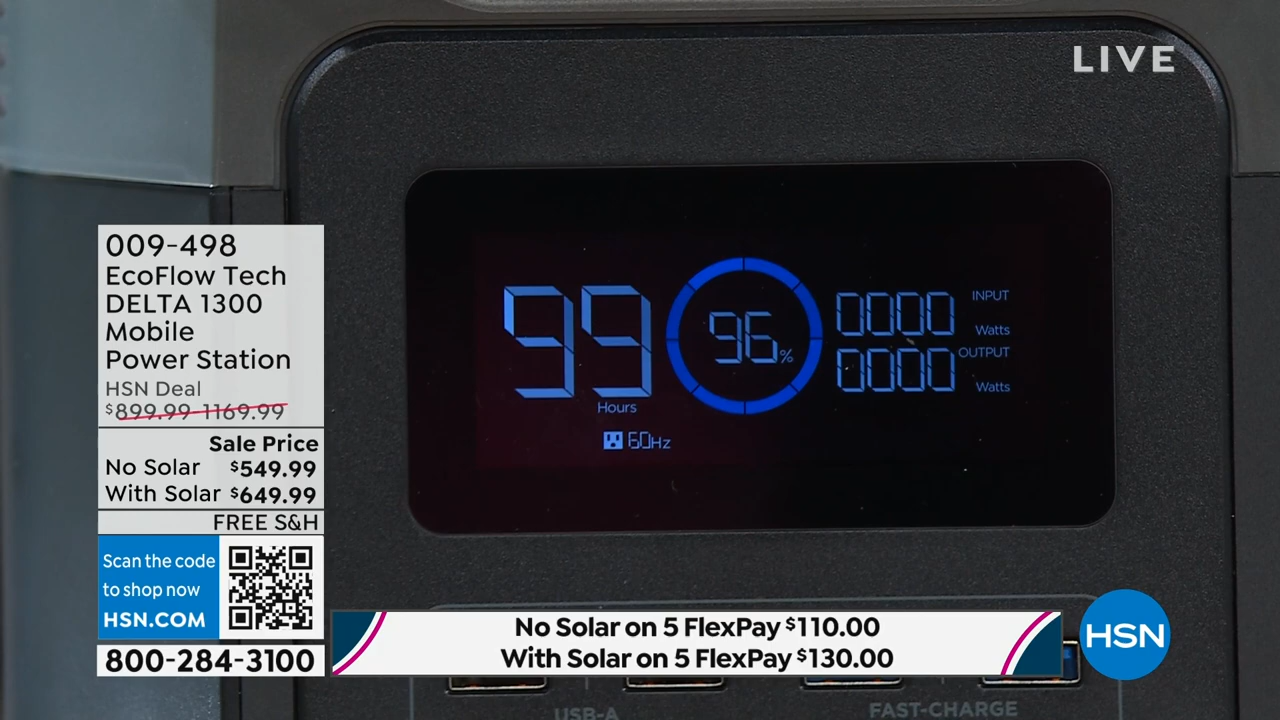 LIVE
009-498
EcoFlow Tech
DELTA 1300
Mobile
Power Station
HSN Deal
$899.99-1169.99
Sale Price
No Solar $549.99
With Solar $649.99
FREE S&H
Scan the code
to shop now
HSN.COM
800-284-3100
99
Hours
60Hz
96%
0000 INPUT
Watts
0000 OUTPUT
Watts
No Solar on 5 FlexPay $110.00
With Solar on 5 FlexPay $130.00
HSN
USB-A
FAST-CHARGE